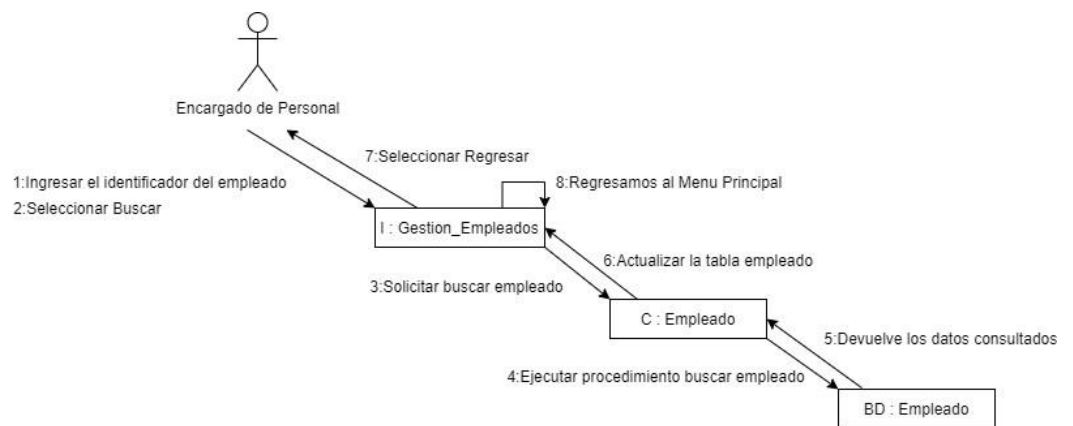 Encargado de Personal
7:Seleccionar Regresar
1:Ingresar el identificador del empleado
8:Regresamos al Menu Principal
2:Seleccionar Buscar
I : Gestion_Empleados
6:Actualizar la tabla empleado
3:Solicitar buscar empleado
C : Empleado
5:Devuelve los datos consultados
4:Ejecutar procedimiento buscar empleado
BD : Empleado